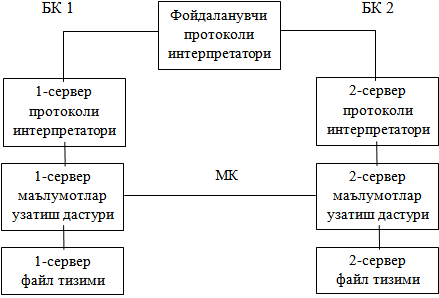 БК 1
БК 2
Фойдаланувчи
протоколи
интерпретатори
1-сервер
протоколи
интерпретатори
2-сервер
протоколи
интерпретатори
1-сервер
маълумотлар
узатиш дастури
МК
2-сервер
маълумотлар
узатиш дастури
1-сервер
файл тизими
2-сервер
файл тизими